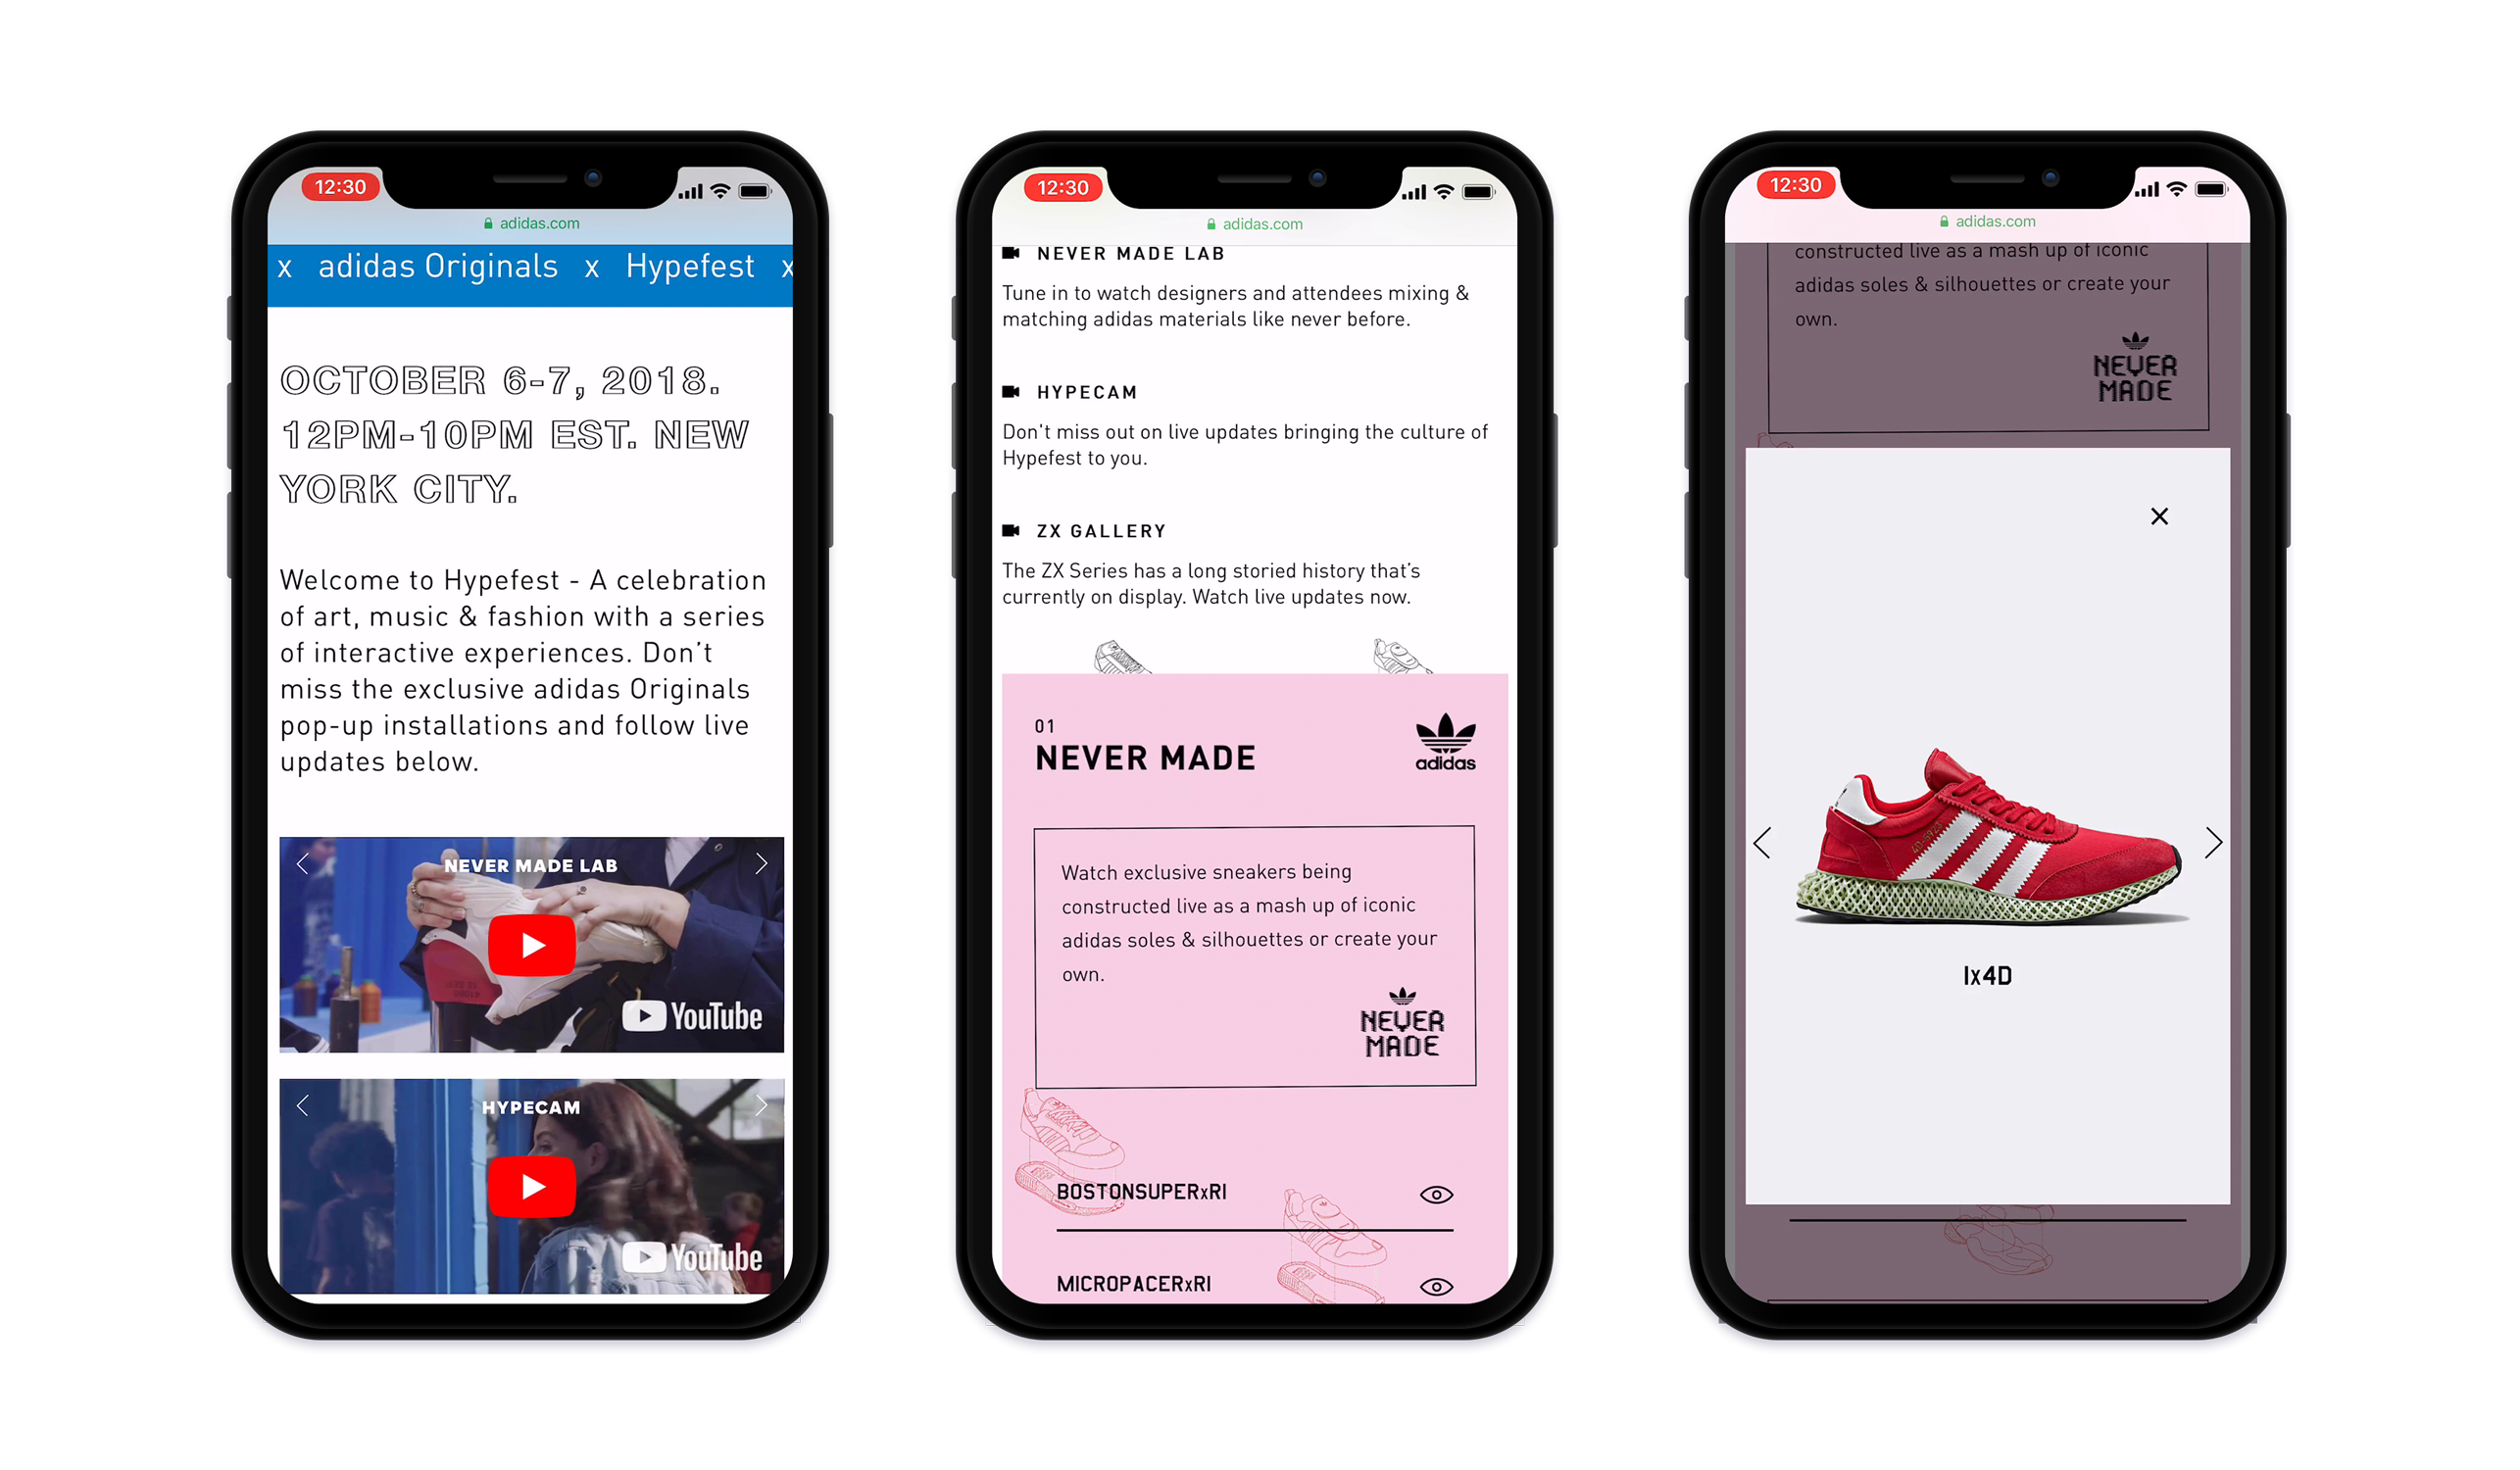 12:30
adidas.com
x adidas Originals x Hypefest x
OCTOBER 6-7, 2018.
12PM-10PM EST. NEW
YORK CITY.
Welcome to Hypefest - A celebration
of art, music & fashion with a series
of interactive experiences. Don't
miss the exclusive adidas Originals
pop-up installations and follow live
updates below.
NEVER MADE LAB
YouTube
HYPECAM
YouTube
12:30
adidas.com
NEVER MADE LAB
Tune in to watch designers and attendees mixing &
matching adidas materials like never before.
HYPECAM
Don't miss out on live updates bringing the culture of
Hypefest to you.
ZX GALLERY
The ZX Series has a long storied history that's
currently on display. Watch live updates now.
01
NEVER MADE
adidas
Watch exclusive sneakers being
constructed live as a mash up of iconic
adidas soles & silhouettes or create your
own.
NEVER
MADE
BOSTONSUPERxRI
MICROPACERxRI
12:30
adidas.com
constructed live as a mash up of iconic
adidas soles & silhouettes or create your
own.
NEVER
MADE
Ix4D